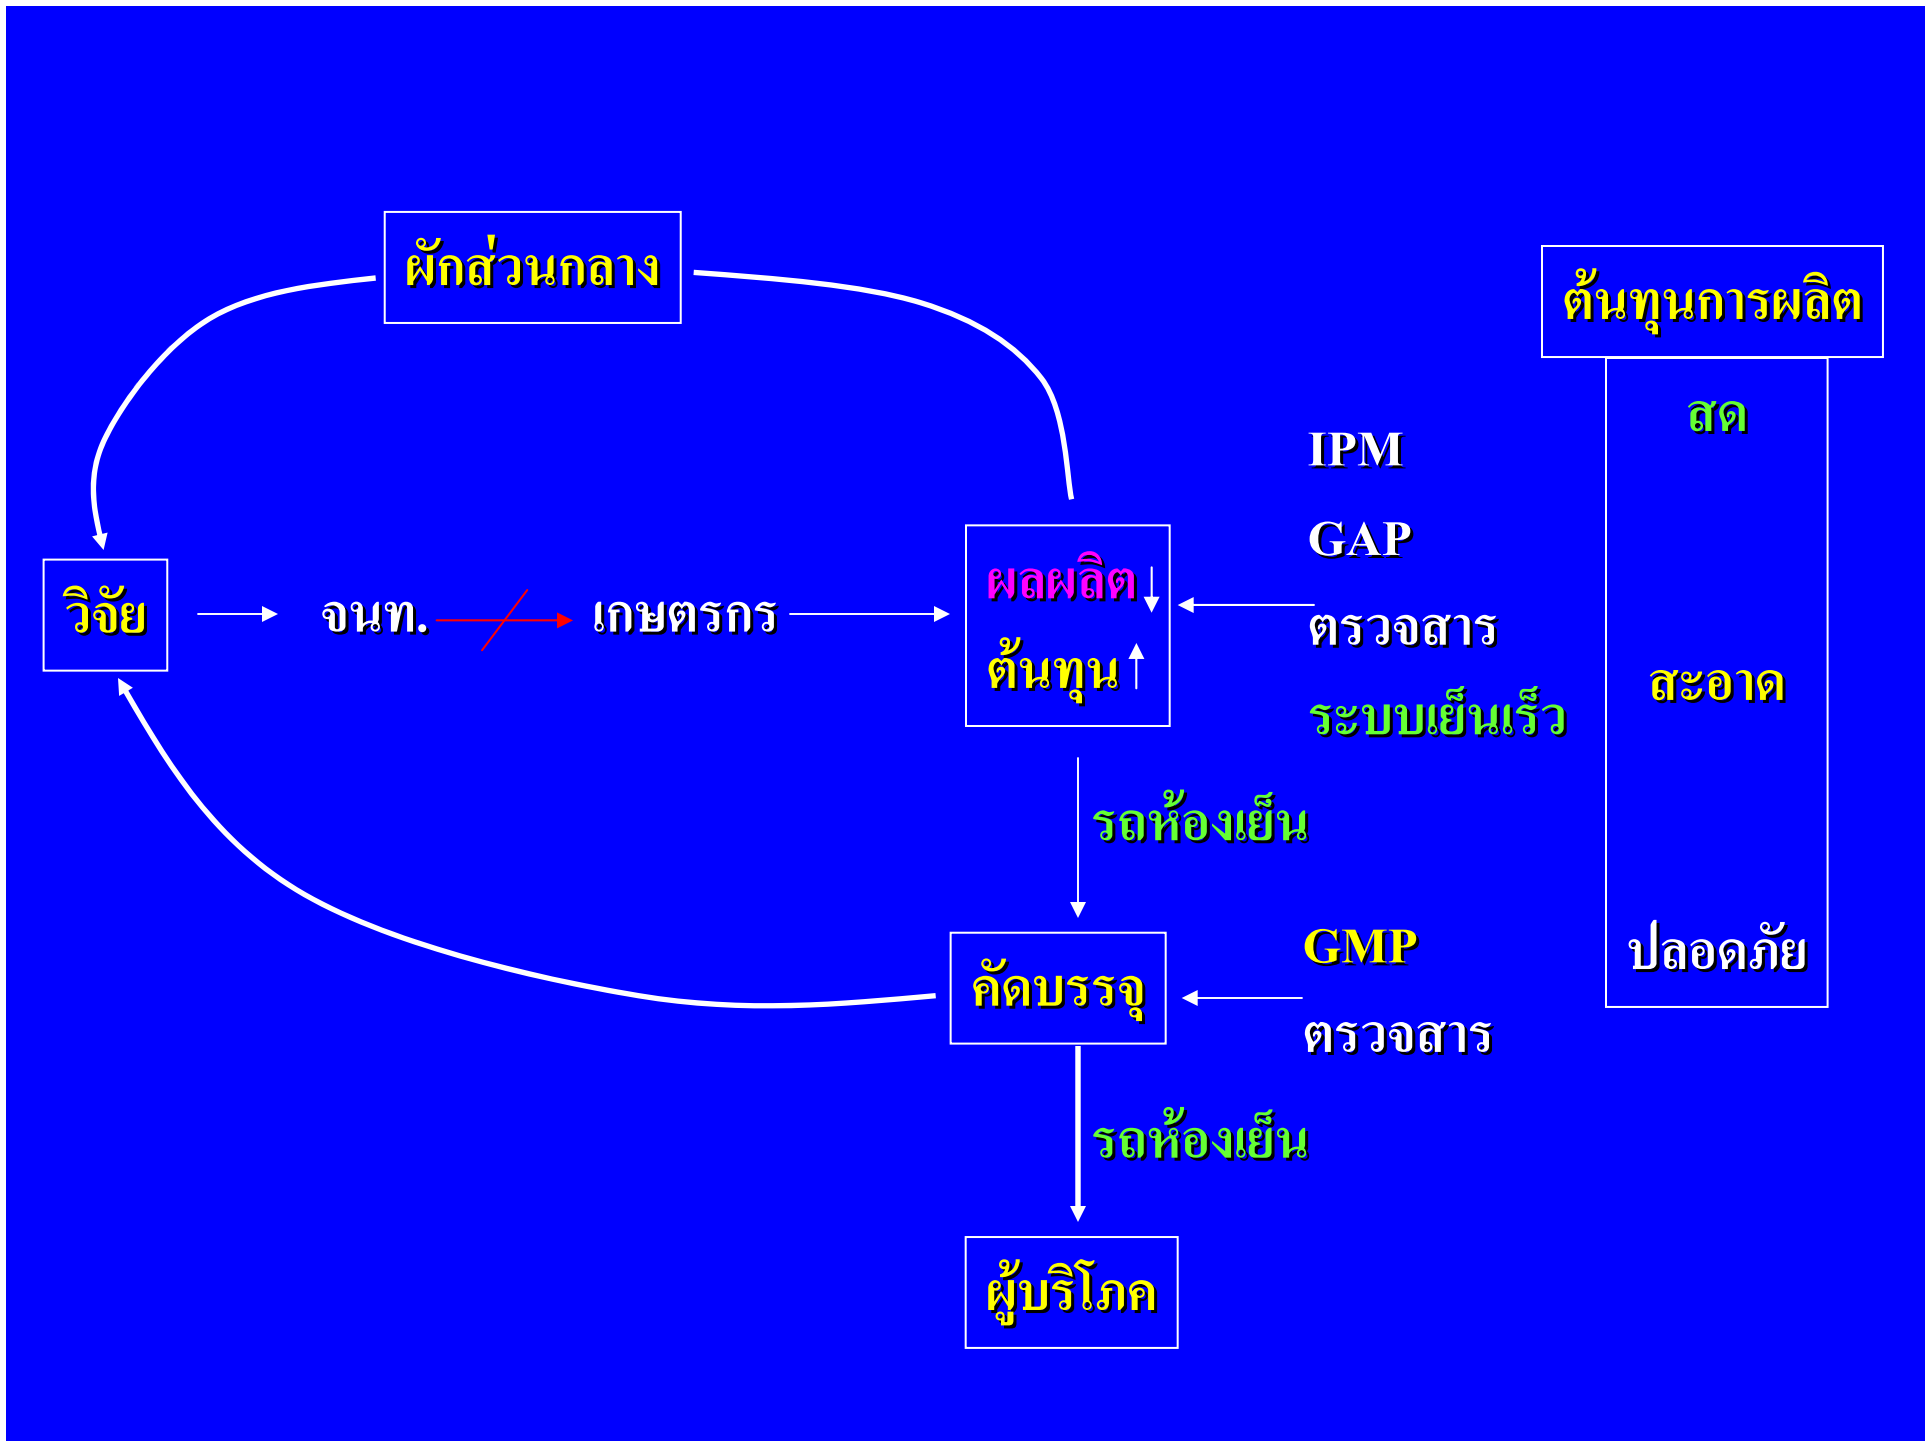 ผักส่วนกลาง
ต้นทุนการผลิต
สด
สะอาด
ปลอดภัย
วิจัย
จนท.
เกษตรกร
ผลผลิต
ต้นทุน
IPM
GAP
ตรวจสาร
ระบบเย็นเร็ว
รถห้องเย็น
คัดบรรจุ
GMP
ตรวจสาร
รถห้องเย็น
ผู้บริโภค